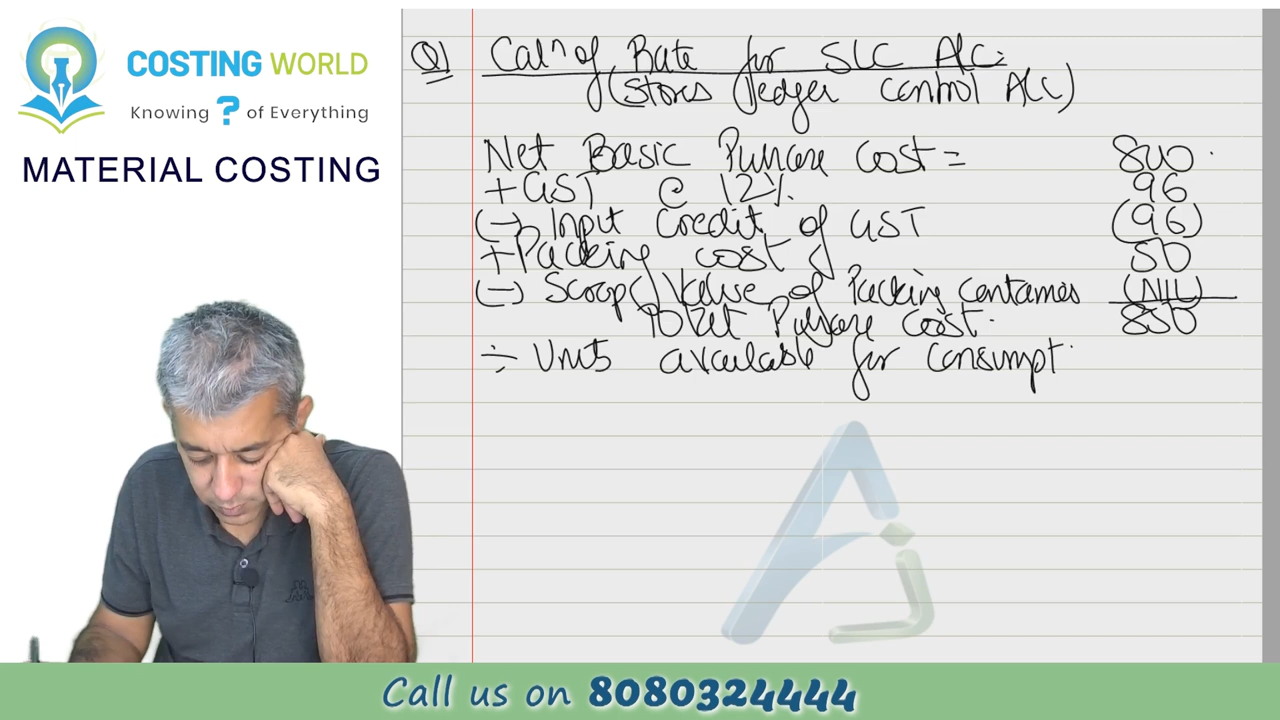 COSTING WORLD
Knowing ? of Everything
MATERIAL COSTING
Q1 Calⁿ of Rate for SLC A/C:
(Stores ledger control A/C)
Net Basic Purchase Cost = 800
+ GST @ 12% 96
(-) Input Credit of GST (96)
+ Packing cost 50
(-) Scrap Value of Packing Containers (NIL)
Net Purchase Cost. 850
÷ Units available for Consumpt.
Call us on 8080324444